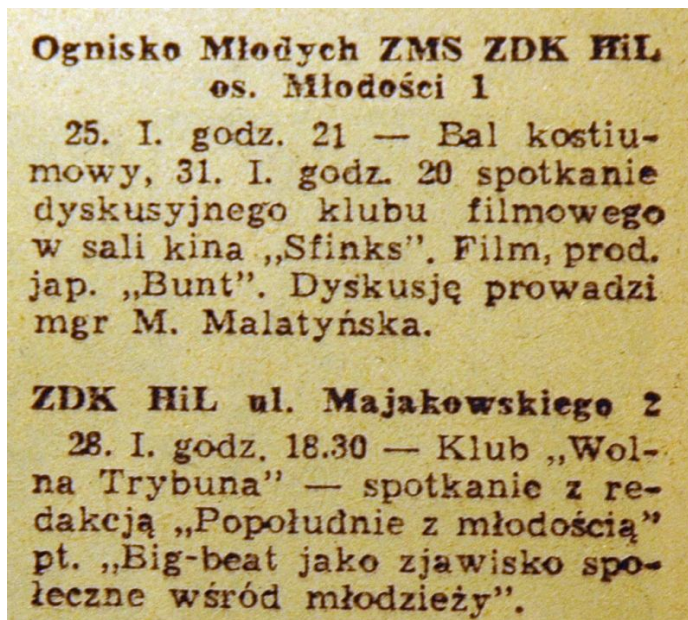 Ognisko Młodych ZMS ZDK HiL
os. Młodości 1
25. I. godz. 21 — Bal kostiu-
mowy, 31. I. godz. 20 spotkanie
dyskusyjnego klubu filmowego
w sali kina „Sfinks”. Film, prod.
jap. „Bunt”. Dyskusję prowadzi
mgr M. Malatyńska.
ZDK HiL ul. Majakowskiego 2
28. I. godz. 18.30 — Klub „Wol-
na Trybuna” — spotkanie z re-
dakcją „Popołudnie z młodością”
pt. „Big-beat jako zjawisko spo-
łeczne wśród młodzieży”.